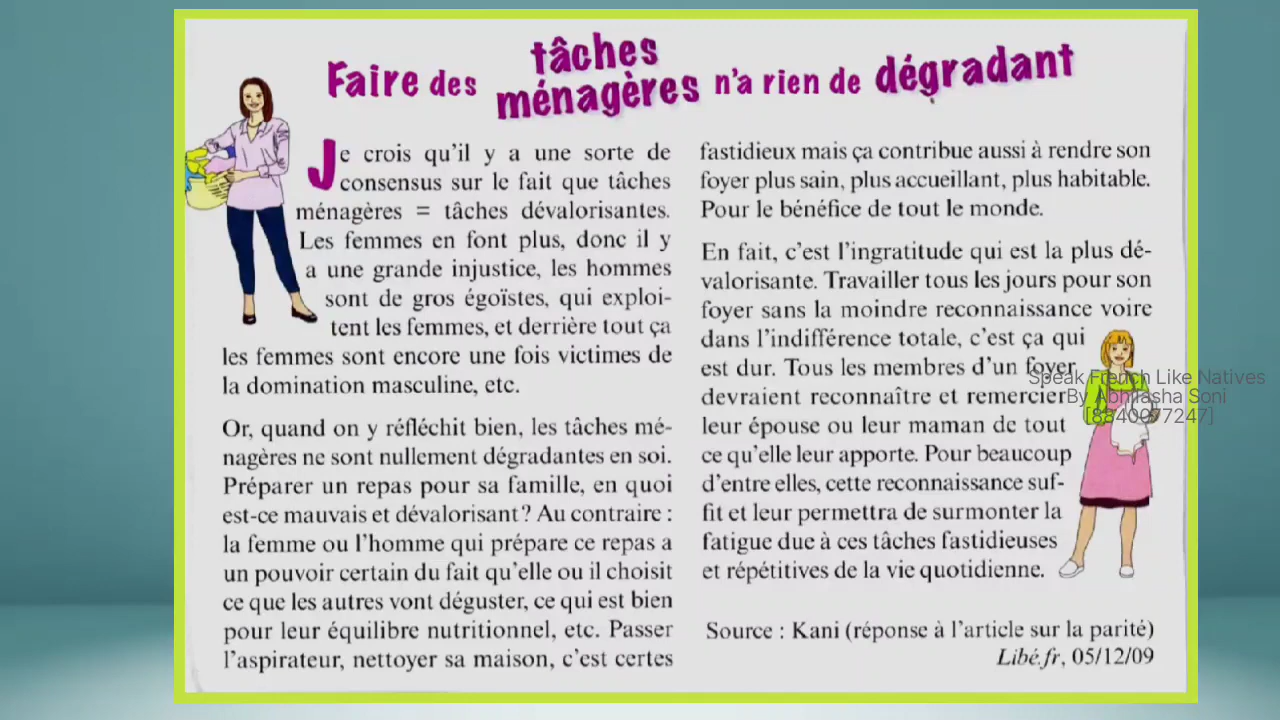 Faire des tâches ménagères n'a rien de dégradant
Je crois qu'il y a une sorte de
consensus sur le fait que tâches
ménagères = tâches dévalorisantes.
Les femmes en font plus, donc il y
a une grande injustice, les hommes
sont de gros égoïstes, qui exploi-
tent les femmes, et derrière tout ça
les femmes sont encore une fois victimes de
la domination masculine, etc.
Or, quand on y réfléchit bien, les tâches mé-
nagères ne sont nullement dégradantes en soi.
Préparer un repas pour sa famille, en quoi
est-ce mauvais et dévalorisant ? Au contraire :
la femme ou l'homme qui prépare ce repas a
un pouvoir certain du fait qu'elle ou il choisit
ce que les autres vont déguster, ce qui est bien
pour leur équilibre nutritionnel, etc. Passer
l'aspirateur, nettoyer sa maison, c'est certes
fastidieux mais ça contribue aussi à rendre son
foyer plus sain, plus accueillant, plus habitable.
Pour le bénéfice de tout le monde.
En fait, c'est l'ingratitude qui est la plus dé-
valorisante. Travailler tous les jours pour son
foyer sans la moindre reconnaissance voire
dans l'indifférence totale, c'est ça qui
est dur. Tous les membres d'un foyer
devraient reconnaître et remercier
leur épouse ou leur maman de tout
ce qu'elle leur apporte. Pour beaucoup
d'entre elles, cette reconnaissance suf-
fit et leur permettra de surmonter la
fatigue due à ces tâches fastidieuses
et répétitives de la vie quotidienne.
Source : Kani (réponse à l'article sur la parité)
Libé.fr, 05/12/09
Speak French Like Natives
By Abhilasha Soni